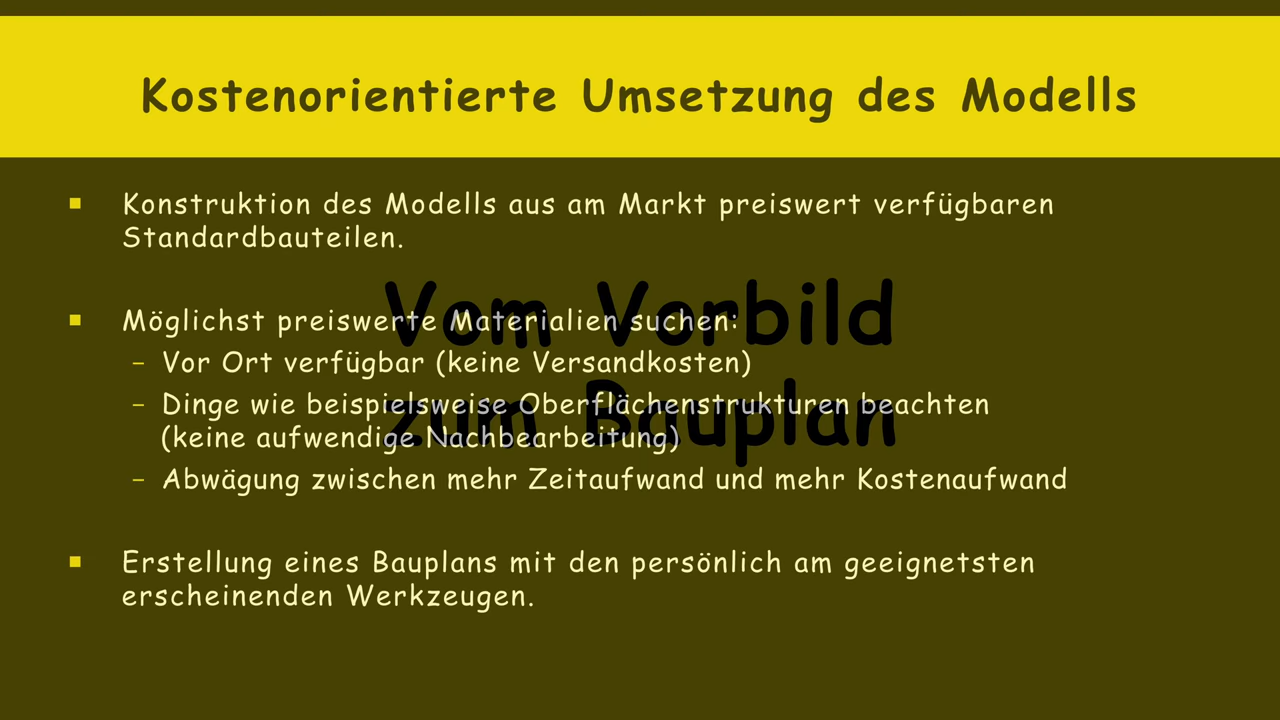 Kostenorientierte Umsetzung des Modells
▪ Konstruktion des Modells aus am Markt preiswert verfügbaren
Standardbauteilen.
Vom Vorbild
zum Bauplan
▪ Möglichst preiswerte Materialien suchen:
– Vor Ort verfügbar (keine Versandkosten)
– Dinge wie beispielsweise Oberflächenstrukturen beachten
(keine aufwendige Nachbearbeitung)
– Abwägung zwischen mehr Zeitaufwand und mehr Kostenaufwand
▪ Erstellung eines Bauplans mit den persönlich am geeignetsten
erscheinenden Werkzeugen.